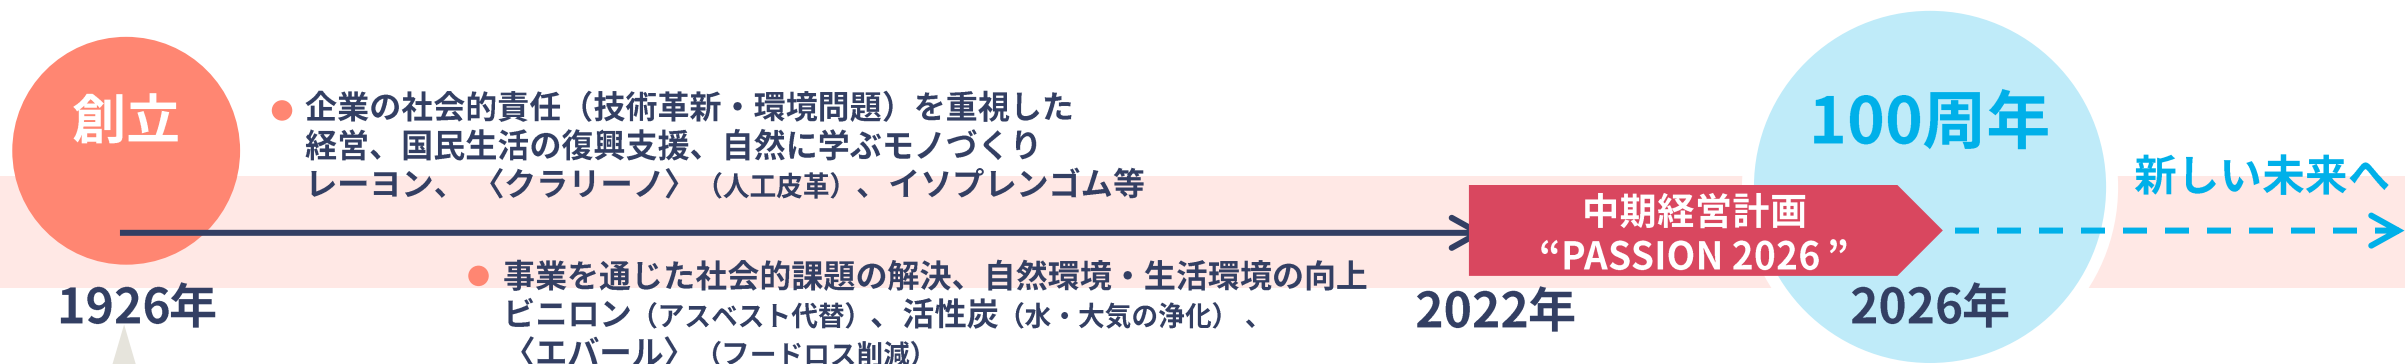 創立
1926年
企業の社会的責任（技術革新・環境問題）を重視した
経営、国民生活の復興支援、自然に学ぶモノづくり
レーヨン、〈クラリーノ〉（人工皮革）、イソプレンゴム等
事業を通じた社会的課題の解決、自然環境・生活環境の向上
ビニロン（アスベスト代替）、活性炭（水・大気の浄化）、
〈エバール〉（フードロス削減）
中期経営計画
“PASSION 2026 ”
2022年
100周年
2026年
新しい未来へ